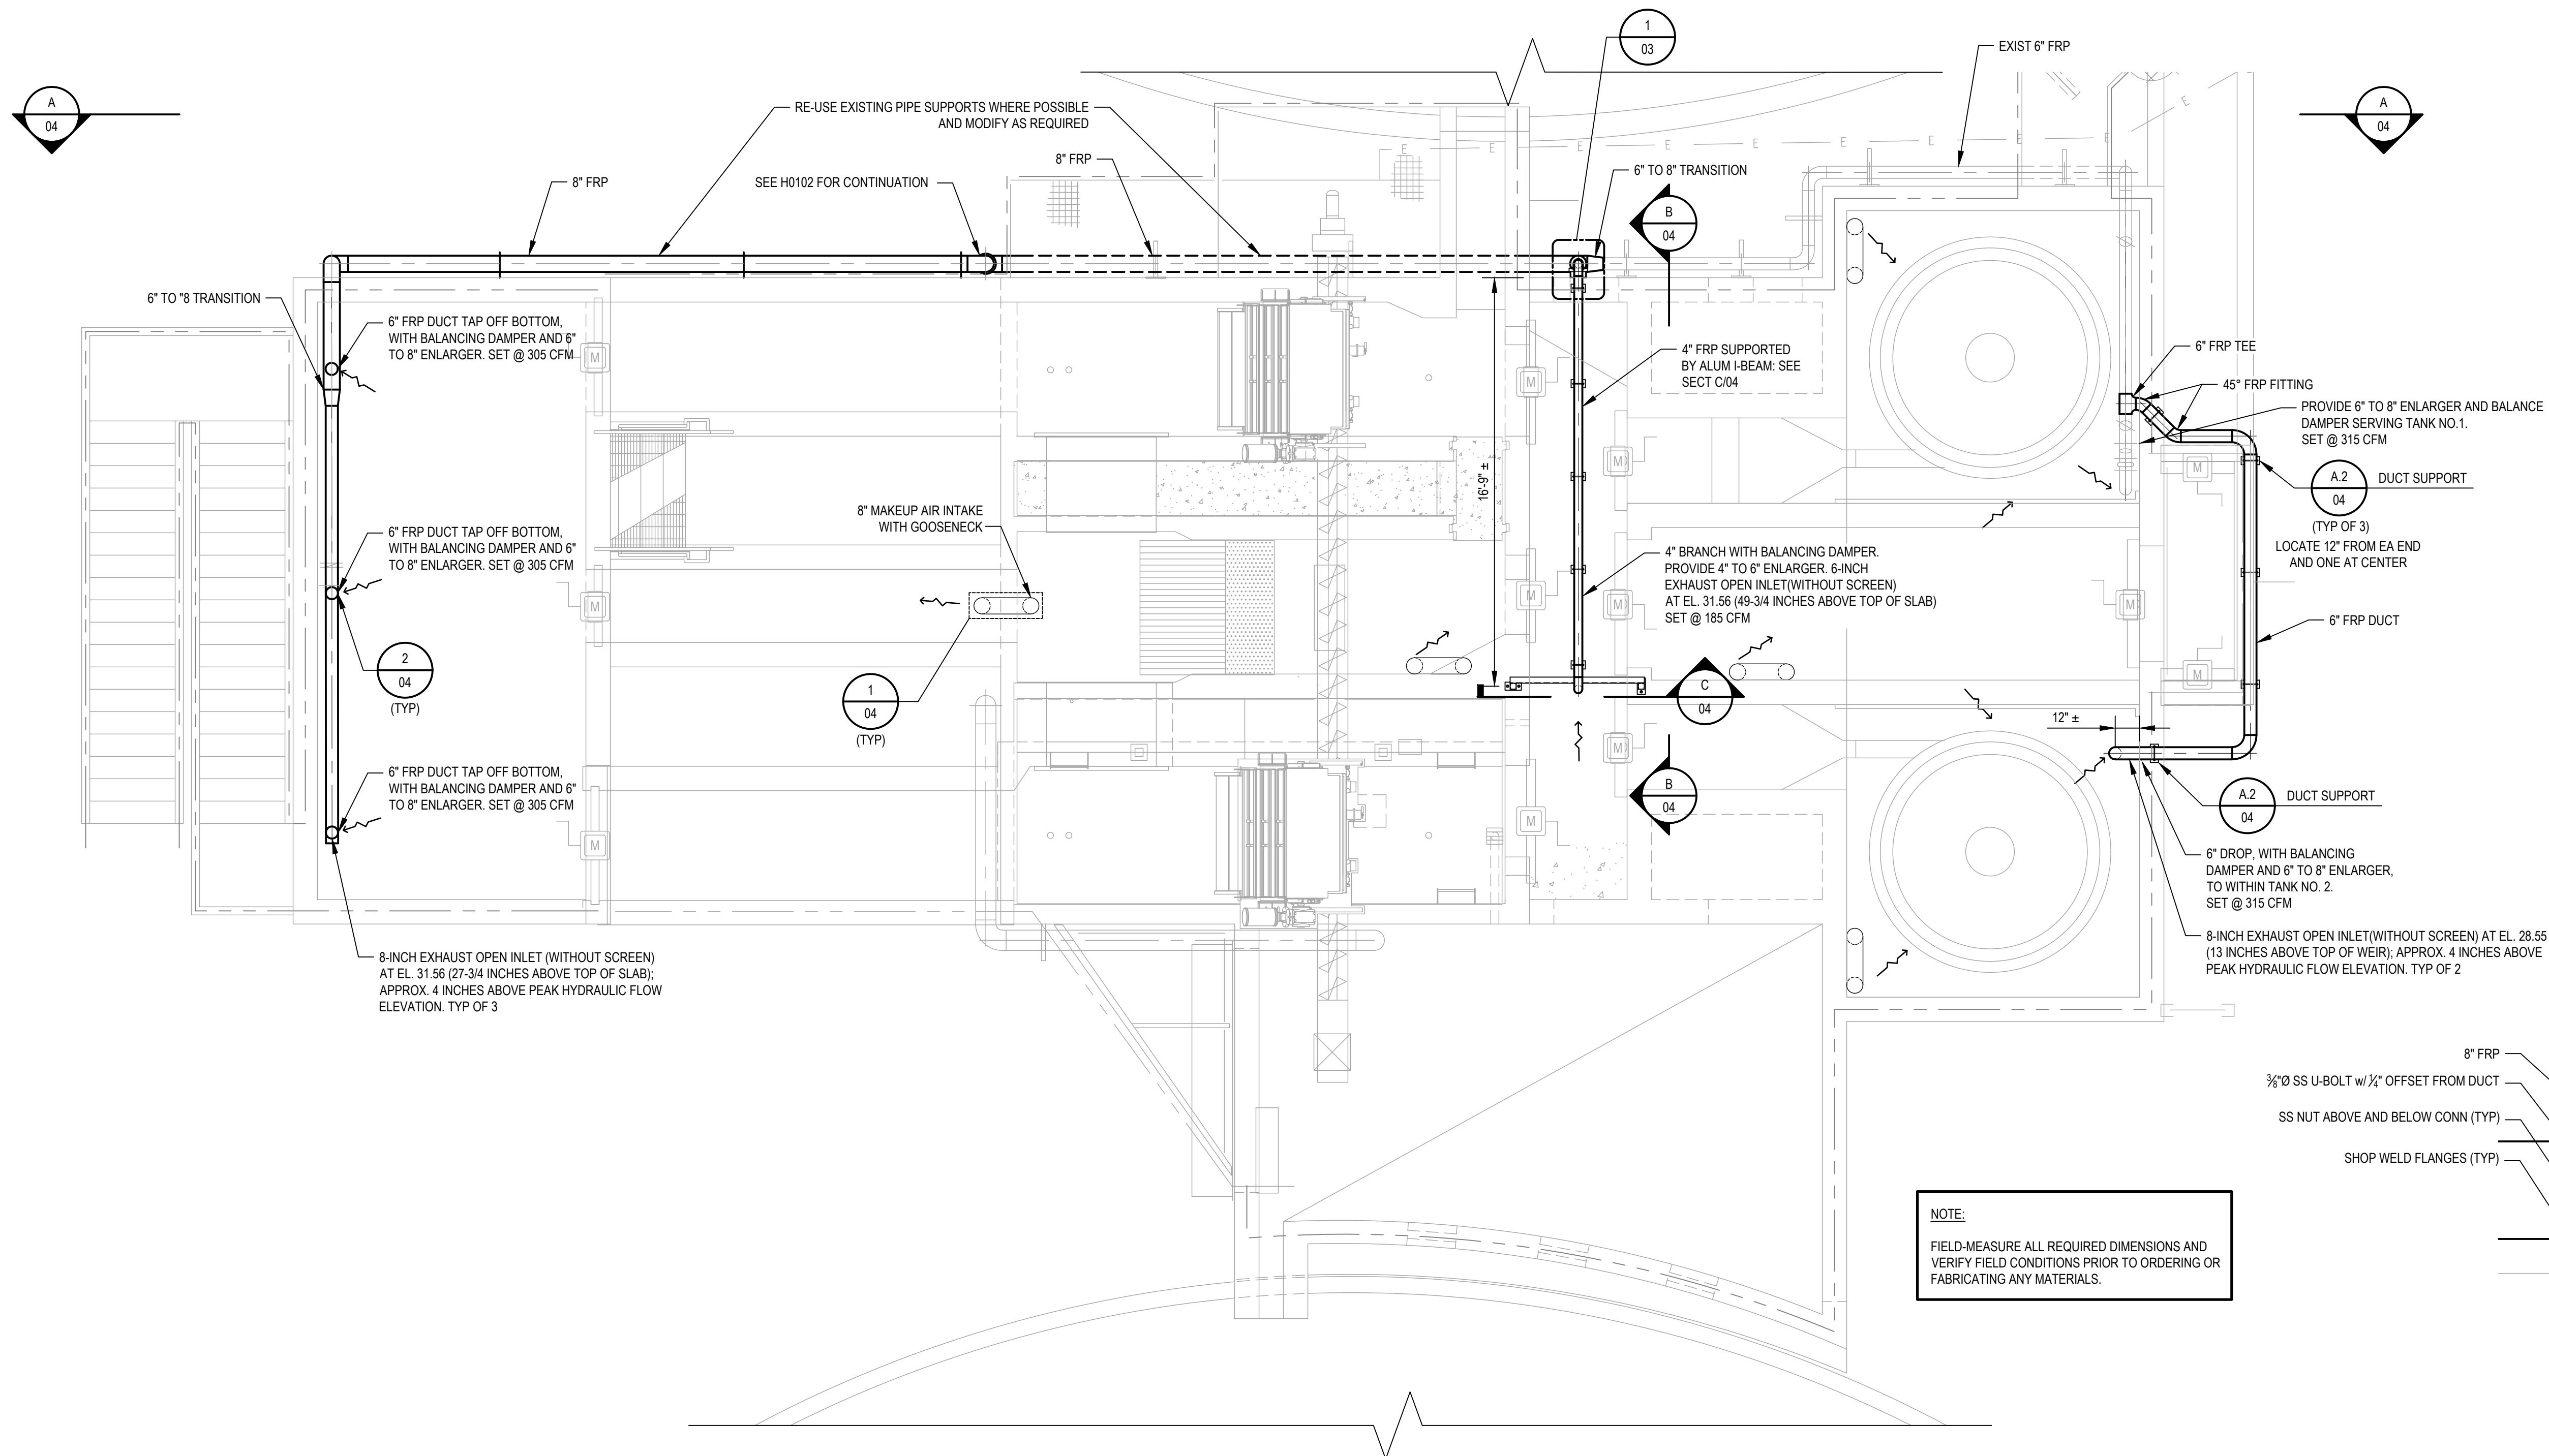 1
03
EXIST 6" FRP
A
04
RE-USE EXISTING PIPE SUPPORTS WHERE POSSIBLE
AND MODIFY AS REQUIRED
A
04
8" FRP
8" FRP
SEE H0102 FOR CONTINUATION
6" TO 8" TRANSITION
E
E
E
E
E
E
E
E
E
E
B
04
6" TO "8 TRANSITION
6" FRP DUCT TAP OFF BOTTOM,
WITH BALANCING DAMPER AND 6"
TO 8" ENLARGER. SET @ 305 CFM
M
M
4" FRP SUPPORTED
BY ALUM I-BEAM: SEE
SECT C/04
6" FRP TEE
45° FRP FITTING
PROVIDE 6" TO 8" ENLARGER AND BALANCE
DAMPER SERVING TANK NO.1.
SET @ 315 CFM
M
M
16'-9" ±
A.2
04
DUCT SUPPORT
(TYP OF 3)
LOCATE 12" FROM EA END
AND ONE AT CENTER
8" MAKEUP AIR INTAKE
WITH GOOSENECK
6" FRP DUCT TAP OFF BOTTOM,
WITH BALANCING DAMPER AND 6"
TO 8" ENLARGER. SET @ 305 CFM
4" BRANCH WITH BALANCING DAMPER.
PROVIDE 4" TO 6" ENLARGER. 6-INCH
EXHAUST OPEN INLET(WITHOUT SCREEN)
AT EL. 31.56 (49-3/4 INCHES ABOVE TOP OF SLAB)
SET @ 185 CFM
M
M
M
M
6" FRP DUCT
2
04
(TYP)
1
04
(TYP)
C
04
M
12" ±
M
6" FRP DUCT TAP OFF BOTTOM,
WITH BALANCING DAMPER AND 6"
TO 8" ENLARGER. SET @ 305 CFM
B
04
A.2
04
DUCT SUPPORT
M
M
6" DROP, WITH BALANCING
DAMPER AND 6" TO 8" ENLARGER,
TO WITHIN TANK NO. 2.
SET @ 315 CFM
8-INCH EXHAUST OPEN INLET(WITHOUT SCREEN) AT EL. 28.55
(13 INCHES ABOVE TOP OF WEIR); APPROX. 4 INCHES ABOVE
PEAK HYDRAULIC FLOW ELEVATION. TYP OF 2
8-INCH EXHAUST OPEN INLET (WITHOUT SCREEN)
AT EL. 31.56 (27-3/4 INCHES ABOVE TOP OF SLAB);
APPROX. 4 INCHES ABOVE PEAK HYDRAULIC FLOW
ELEVATION. TYP OF 3
8" FRP
⅜"Ø SS U-BOLT w/ ¼" OFFSET FROM DUCT
SS NUT ABOVE AND BELOW CONN (TYP)
SHOP WELD FLANGES (TYP)
NOTE:
FIELD-MEASURE ALL REQUIRED DIMENSIONS AND
VERIFY FIELD CONDITIONS PRIOR TO ORDERING OR
FABRICATING ANY MATERIALS.